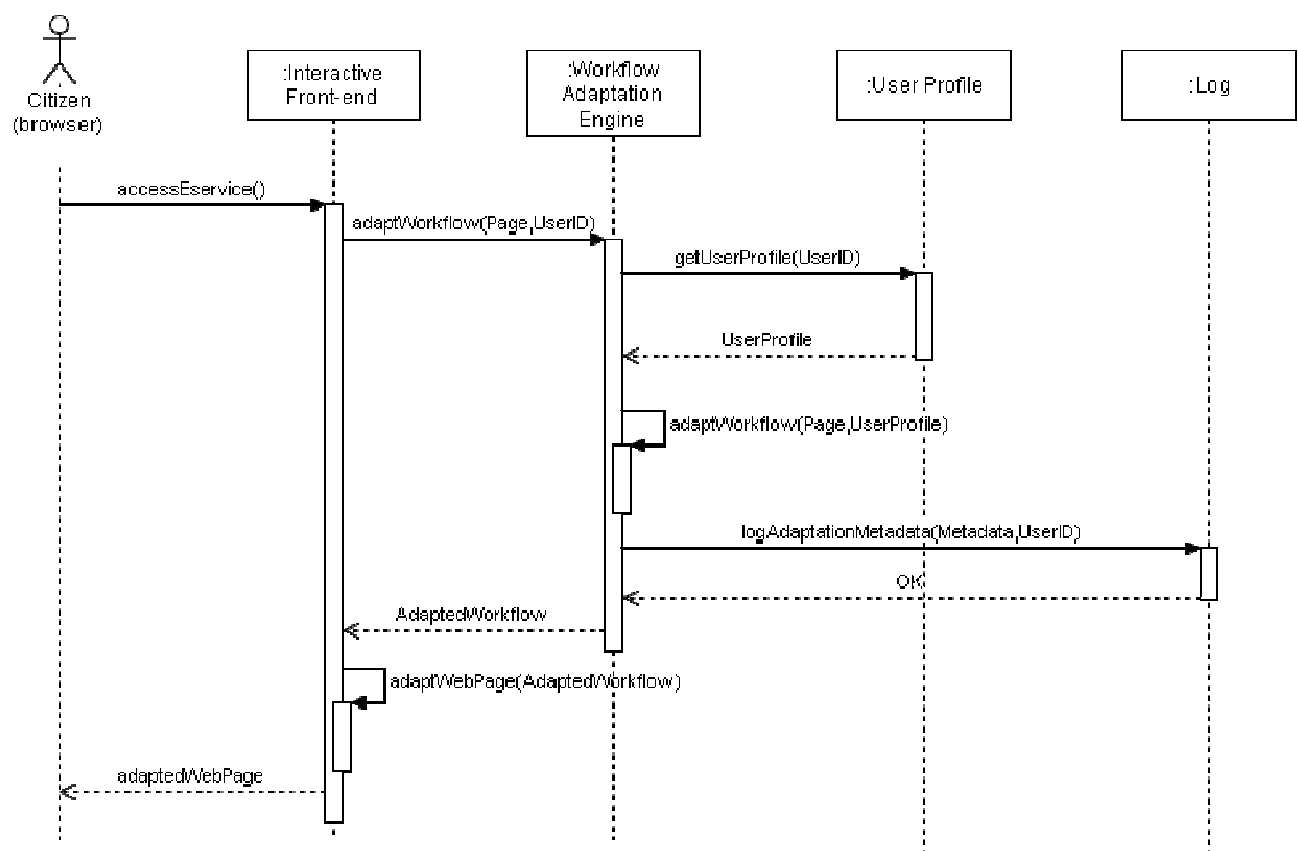 Citizen
(browser)
:Interactive
Front-end
:Workflow
Adaptation
Engine
:User Profile
:Log
accessEservice()
adaptWorkflow(Page,UserID)
getUserProfile(UserID)
UserProfile
adaptWorkflow(Page,UserProfile)
logAdaptationMetadata(Metadata,UserID)
OK
AdaptedWorkflow
adaptWebPage(AdaptedWorkflow)
adaptedWebPage